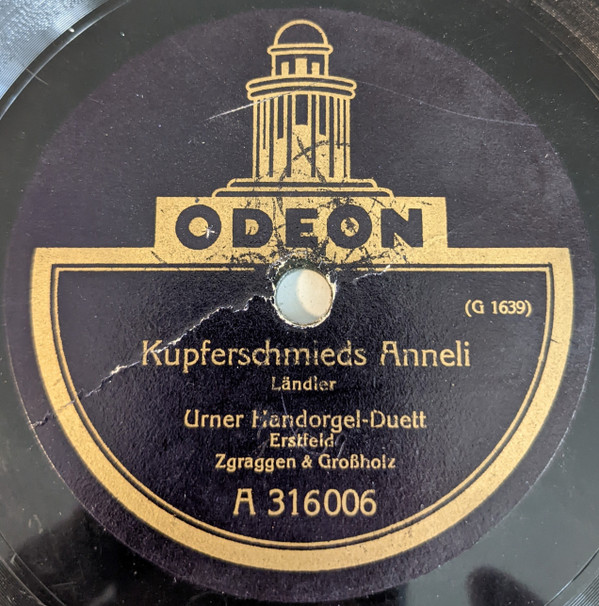 ODEON
(G 1639)
Kupferschmieds Anneli
Ländler
Urner Handorgel-Duett
Erstfeld
Zgraggen & Großholz
A 316006